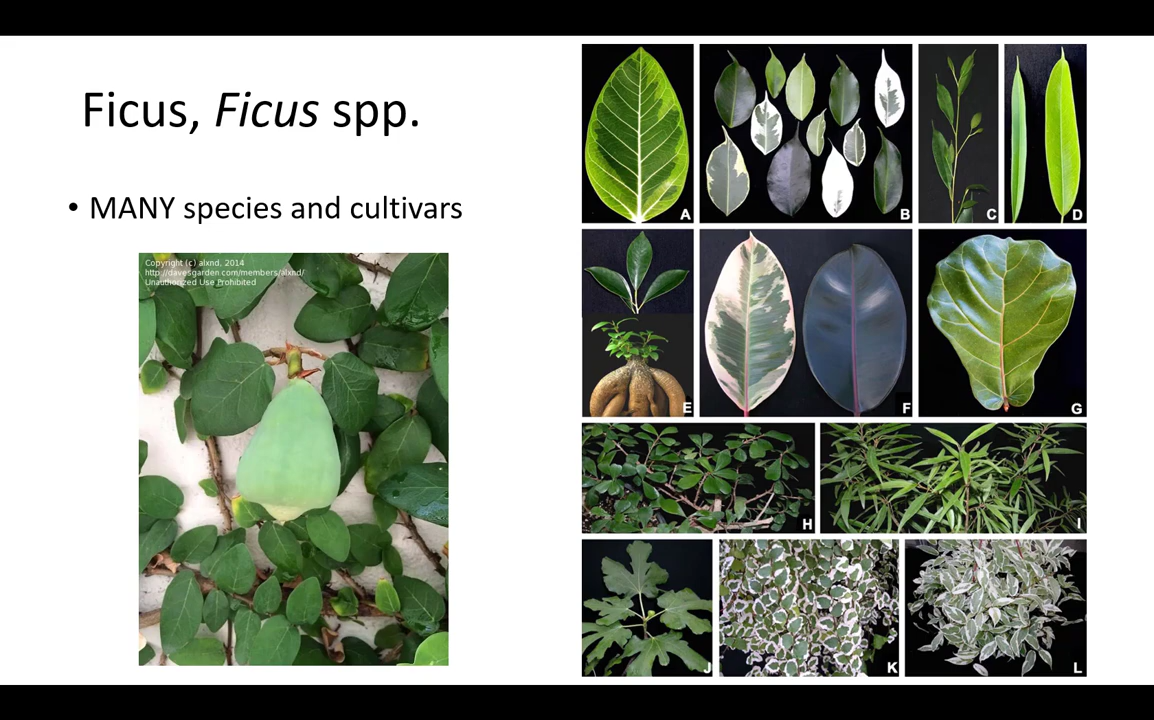 Ficus, Ficus spp.
• MANY species and cultivars
Copyright (c) alxnd, 2014
http://davesgarden.com/members/alxnd/
Unauthorized Use Prohibited
A
B
C
D
E
F
G
H
I
J
K
L